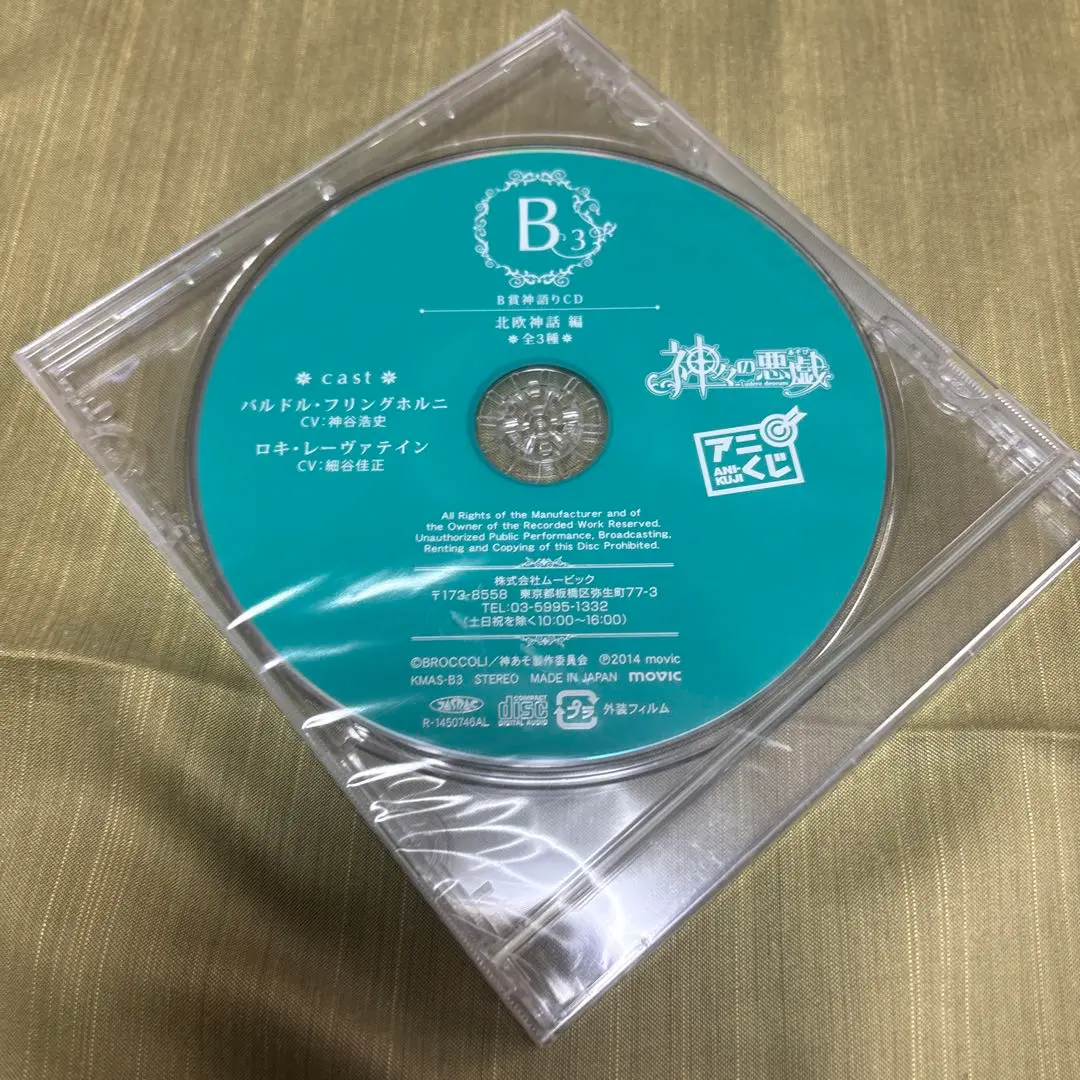 B3
B賞神語りCD
北欧神話 編
✵全3種✵
✵ cast ✵
バルドル・フリングホルニ
CV:神谷浩史
ロキ・レーヴァテイン
CV:細谷佳正
あそび
神々の悪戯
Ludere deorum
アニくじ
ANI-
KUJI
All Rights of the Manufacturer and of
the Owner of the Recorded Work Reserved.
Unauthorized Public Performance, Broadcasting,
Renting and Copying of this Disc Prohibited.
株式会社ムービック
〒173-8558 東京都板橋区弥生町77-3
TEL:03-5995-1332
(土日祝を除く10:00〜16:00)
©BROCCOLI/神あそ製作委員会 ℗2014 movic
KMAS-B3 STEREO MADE IN JAPAN movic
JASRAC
R-1450746AL
COMPACT
disc
DIGITAL AUDIO
プラ 外装フィルム